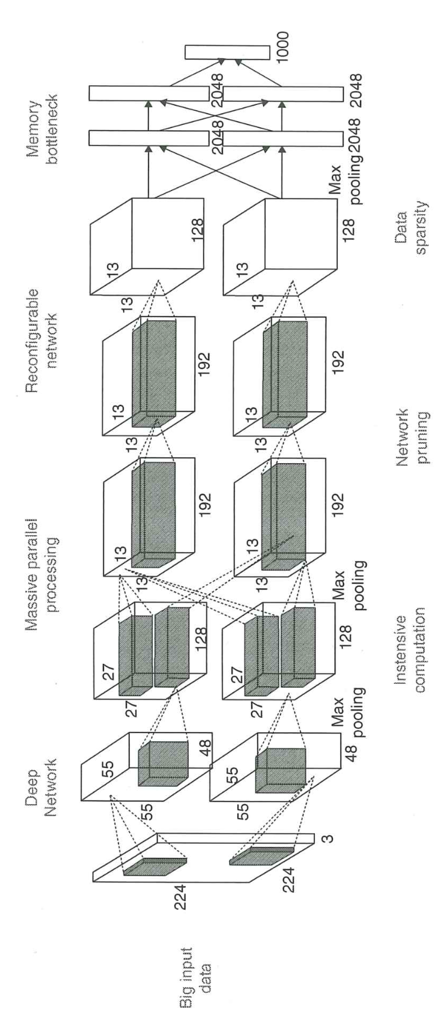 Deep
Network
Massive parallel
processing
Reconfigurable
network
Memory
bottleneck
Big input
data
224
224
3
55
55
48
55
55
48
Max
pooling
27
27
128
27
27
128
Max
pooling
13
13
192
13
13
192
13
13
192
13
13
192
13
13
128
13
13
128
Max
pooling
2048
2048
2048
2048
1000
Instensive
computation
Network
pruning
Data
sparsity